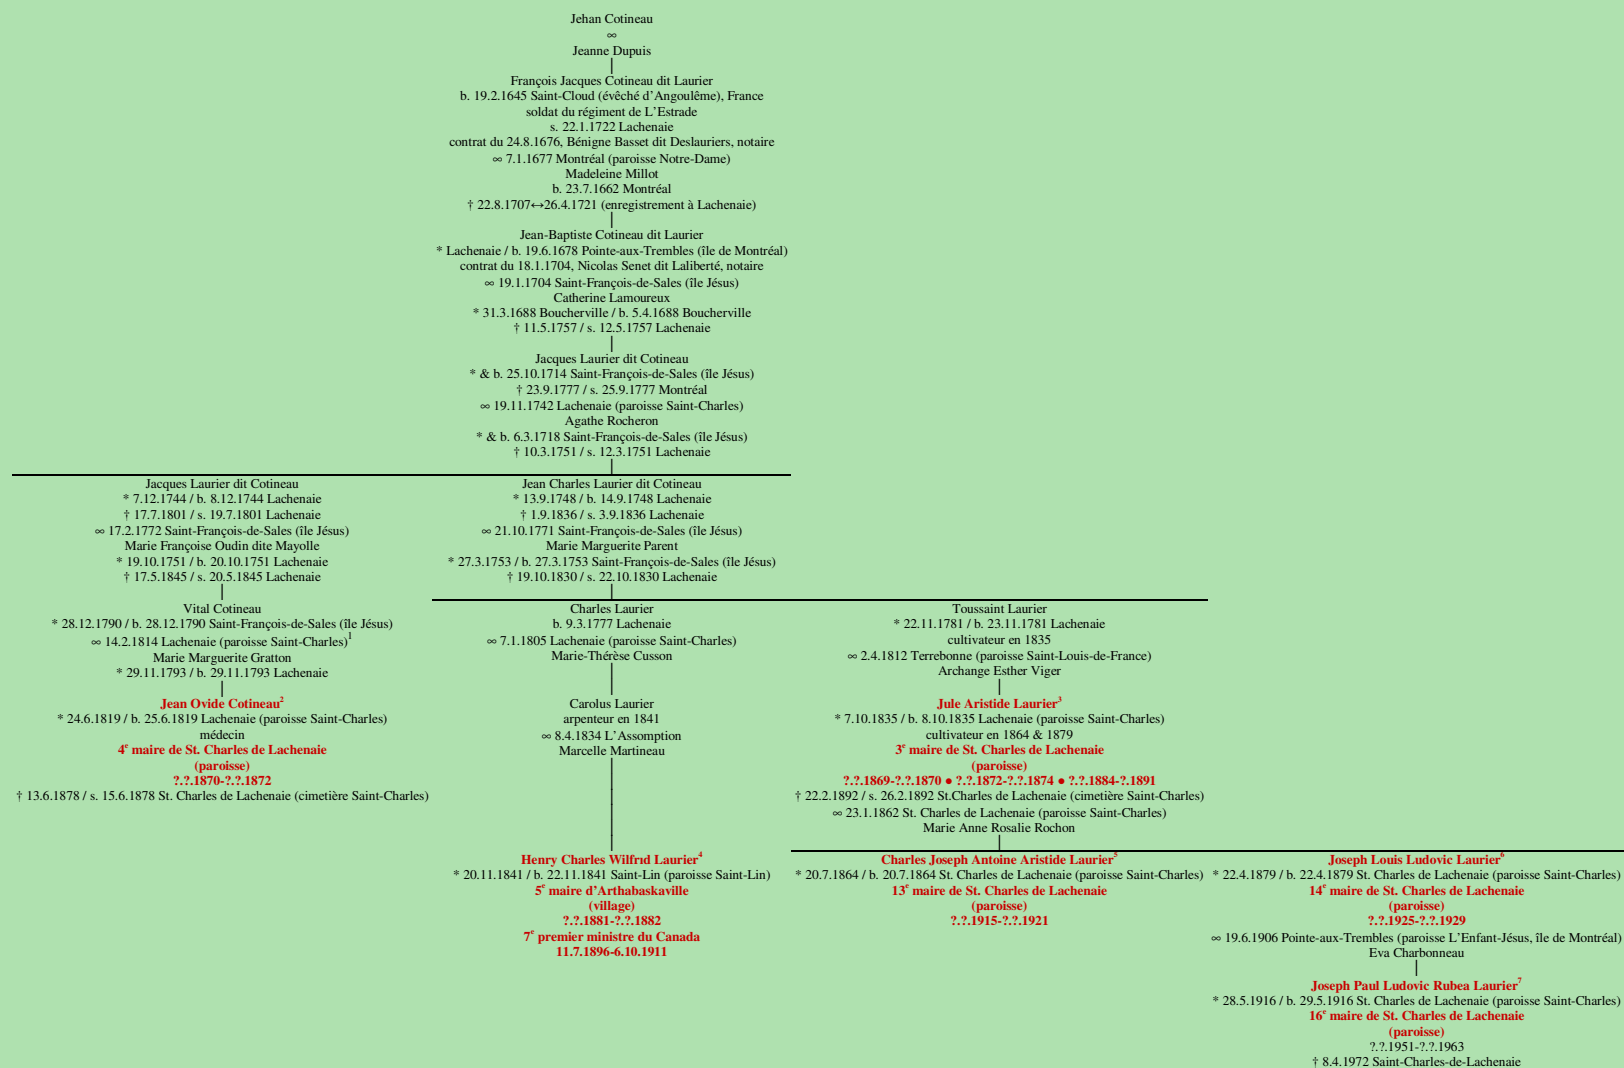 Jehan Cotineau
∞
Jeanne Dupuis
François Jacques Cotineau dit Laurier
b. 19.2.1645 Saint-Cloud (évêché d’Angoulême), France
soldat du régiment de L’Estrade
s. 22.1.1722 Lachenaie
contrat du 24.8.1676, Bénigne Basset dit Deslauriers, notaire
∞ 7.1.1677 Montréal (paroisse Notre-Dame)
Madeleine Millot
b. 23.7.1662 Montréal
† 22.8.1707↔26.4.1721 (enregistrement à Lachenaie)
Jean-Baptiste Cotineau dit Laurier
* Lachenaie / b. 19.6.1678 Pointe-aux-Trembles (île de Montréal)
contrat du 18.1.1704, Nicolas Senet dit Laliberté, notaire
∞ 19.1.1704 Saint-François-de-Sales (île Jésus)
Catherine Lamoureux
* 31.3.1688 Boucherville / b. 5.4.1688 Boucherville
† 11.5.1757 / s. 12.5.1757 Lachenaie
Jacques Laurier dit Cotineau
* & b. 25.10.1714 Saint-François-de-Sales (île Jésus)
† 23.9.1777 / s. 25.9.1777 Montréal
∞ 19.11.1742 Lachenaie (paroisse Saint-Charles)
Agathe Rocheron
* & b. 6.3.1718 Saint-François-de-Sales (île Jésus)
† 10.3.1751 / s. 12.3.1751 Lachenaie
Jacques Laurier dit Cotineau
* 7.12.1744 / b. 8.12.1744 Lachenaie
† 17.7.1801 / s. 19.7.1801 Lachenaie
∞ 17.2.1772 Saint-François-de-Sales (île Jésus)
Marie Françoise Oudin dite Mayolle
* 19.10.1751 / b. 20.10.1751 Lachenaie
† 17.5.1845 / s. 20.5.1845 Lachenaie
Jean Charles Laurier dit Cotineau
* 13.9.1748 / b. 14.9.1748 Lachenaie
† 1.9.1836 / s. 3.9.1836 Lachenaie
∞ 21.10.1771 Saint-François-de-Sales (île Jésus)
Marie Marguerite Parent
* 27.3.1753 / b. 27.3.1753 Saint-François-de-Sales (île Jésus)
† 19.10.1830 / s. 22.10.1830 Lachenaie
Vital Cotineau
* 28.12.1790 / b. 28.12.1790 Saint-François-de-Sales (île Jésus)
∞ 14.2.1814 Lachenaie (paroisse Saint-Charles)¹
Marie Marguerite Gratton
* 29.11.1793 / b. 29.11.1793 Lachenaie
Charles Laurier
b. 9.3.1777 Lachenaie
∞ 7.1.1805 Lachenaie (paroisse Saint-Charles)
Marie-Thérèse Cusson
Toussaint Laurier
* 22.11.1781 / b. 23.11.1781 Lachenaie
cultivateur en 1835
∞ 2.4.1812 Terrebonne (paroisse Saint-Louis-de-France)
Archange Esther Viger
Jean Ovide Cotineau²
* 24.6.1819 / b. 25.6.1819 Lachenaie (paroisse Saint-Charles)
médecin
4ᵉ maire de St. Charles de Lachenaie
(paroisse)
?.?.1870-?.?.1872
† 13.6.1878 / s. 15.6.1878 St. Charles de Lachenaie (cimetière Saint-Charles)
Carolus Laurier
arpenteur en 1841
∞ 8.4.1834 L’Assomption
Marcelle Martineau
Jule Aristide Laurier³
* 7.10.1835 / b. 8.10.1835 Lachenaie (paroisse Saint-Charles)
cultivateur en 1864 & 1879
3ᵉ maire de St. Charles de Lachenaie
(paroisse)
?.?.1869-?.?.1870 ● ?.?.1872-?.?.1874 ● ?.?.1884-?.1891
† 22.2.1892 / s. 26.2.1892 St.Charles de Lachenaie (cimetière Saint-Charles)
∞ 23.1.1862 St. Charles de Lachenaie (paroisse Saint-Charles)
Marie Anne Rosalie Rochon
Henry Charles Wilfrid Laurier⁴
* 20.11.1841 / b. 22.11.1841 Saint-Lin (paroisse Saint-Lin)
5ᵉ maire d’Arthabaskaville
(village)
?.?.1881-?.?.1882
7ᵉ premier ministre du Canada
11.7.1896-6.10.1911
Charles Joseph Antoine Aristide Laurier⁵
* 20.7.1864 / b. 20.7.1864 St. Charles de Lachenaie (paroisse Saint-Charles)
13ᵉ maire de St. Charles de Lachenaie
(paroisse)
?.?.1915-?.?.1921
Joseph Louis Ludovic Laurier⁶
* 22.4.1879 / b. 22.4.1879 St. Charles de Lachenaie (paroisse Saint-Charles)
14ᵉ maire de St. Charles de Lachenaie
(paroisse)
?.?.1925-?.?.1929
∞ 19.6.1906 Pointe-aux-Trembles (paroisse L’Enfant-Jésus, île de Montréal)
Eva Charbonneau
Joseph Paul Ludovic Rubea Laurier⁷
* 28.5.1916 / b. 29.5.1916 St. Charles de Lachenaie (paroisse Saint-Charles)
16ᵉ maire de St. Charles de Lachenaie
(paroisse)
?.?.1951-?.?.1963
† 8.4.1972 Saint-Charles-de-Lachenaie